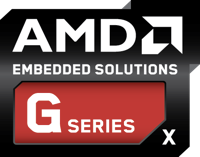 AMD
EMBEDDED SOLUTIONS
G SERIES
X